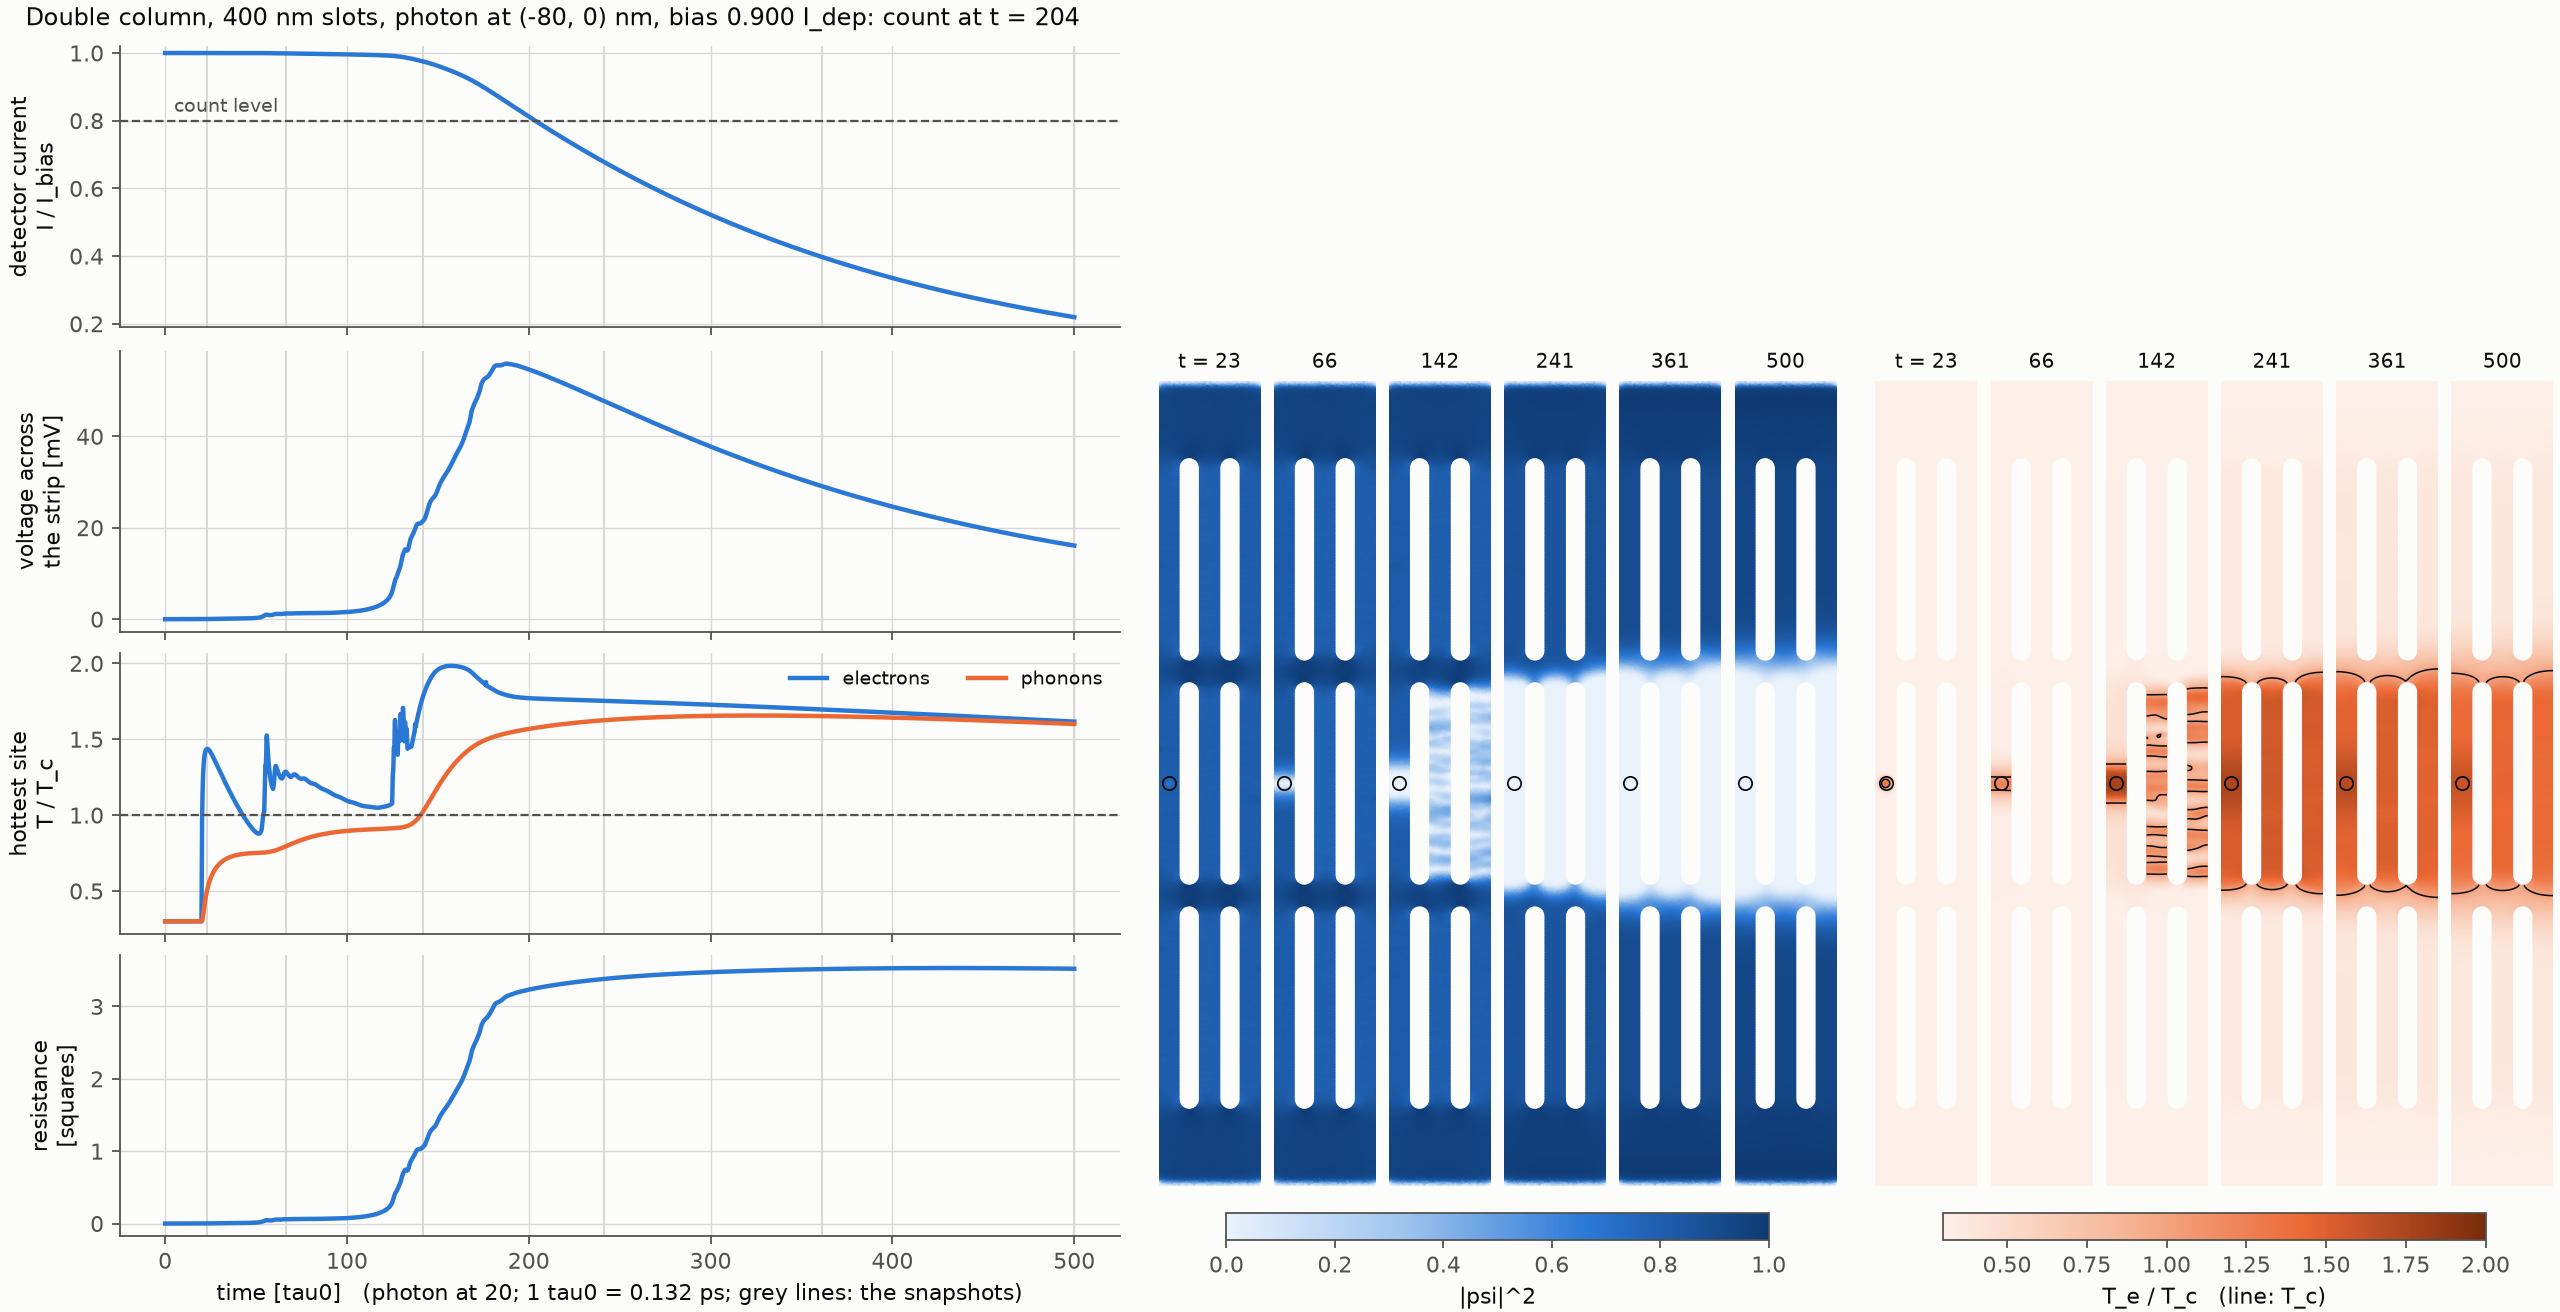 Double column, 400 nm slots, photon at (-80, 0) nm, bias 0.900 I_dep: count at t = 204
detector current
I / I_bias
1.0
0.8
0.6
0.4
0.2
count level
voltage across
the strip [mV]
40
20
0
hottest site
T / T_c
2.0
1.5
1.0
0.5
electrons
phonons
resistance
[squares]
3
2
1
0
0 100 200 300 400 500
time [tau0] (photon at 20; 1 tau0 = 0.132 ps; grey lines: the snapshots)
t = 23 66 142 241 361 500
0.0 0.2 0.4 0.6 0.8 1.0
|psi|^2
t = 23 66 142 241 361 500
0.50 0.75 1.00 1.25 1.50 1.75 2.00
T_e / T_c (line: T_c)